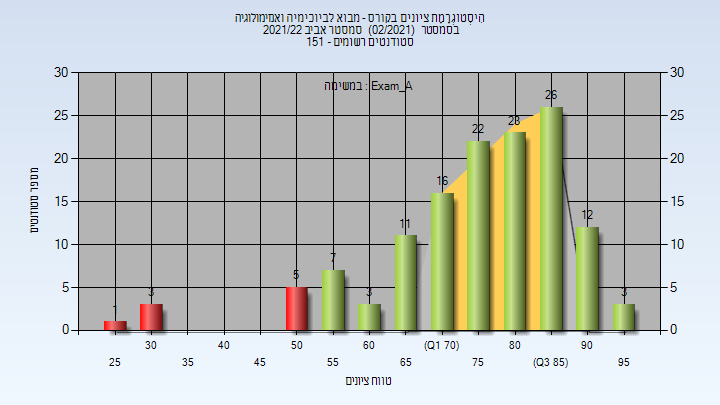 הִיסְטוֹגְרָמַת ציונים בקורס - מבוא לביוכימיה ואנזימולוגיה
בסמסטר (02/2021) סמסטר אביב 2021/22
סטודנטים רשומים - 151
במשימה : Exam_A
מספר סטודנטים
30 25 20 15 10 5 0
30 25 20 15 10 5 0
1 3 5 7 3 11 16 22 23 26 12 3
30 40 50 60 (Q1 70) 80 90
25 35 45 55 65 75 (Q3 85) 95
טווח ציונים